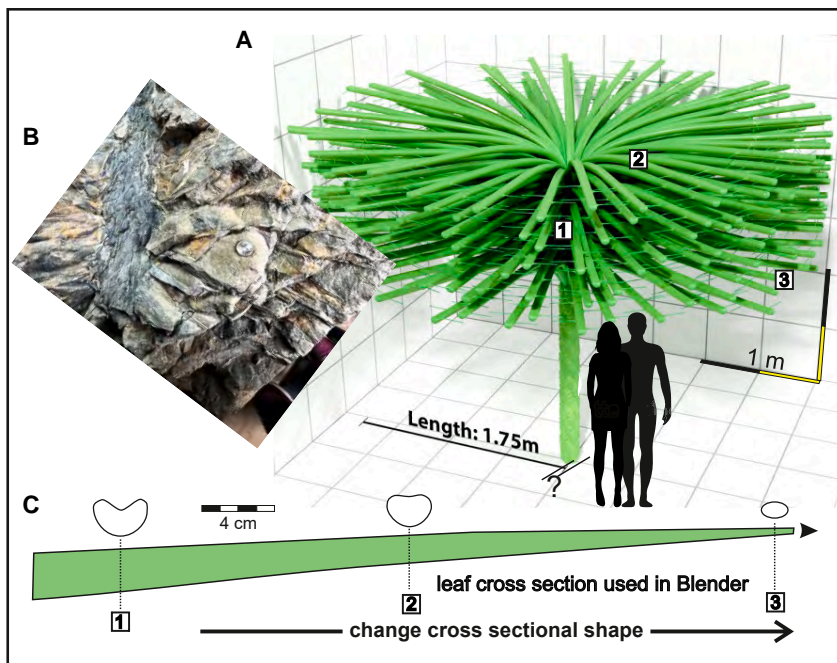 A
B
2
1
3
1 m
Length: 1.75m
?
C
4 cm
leaf cross section used in Blender
1
2
3
change cross sectional shape